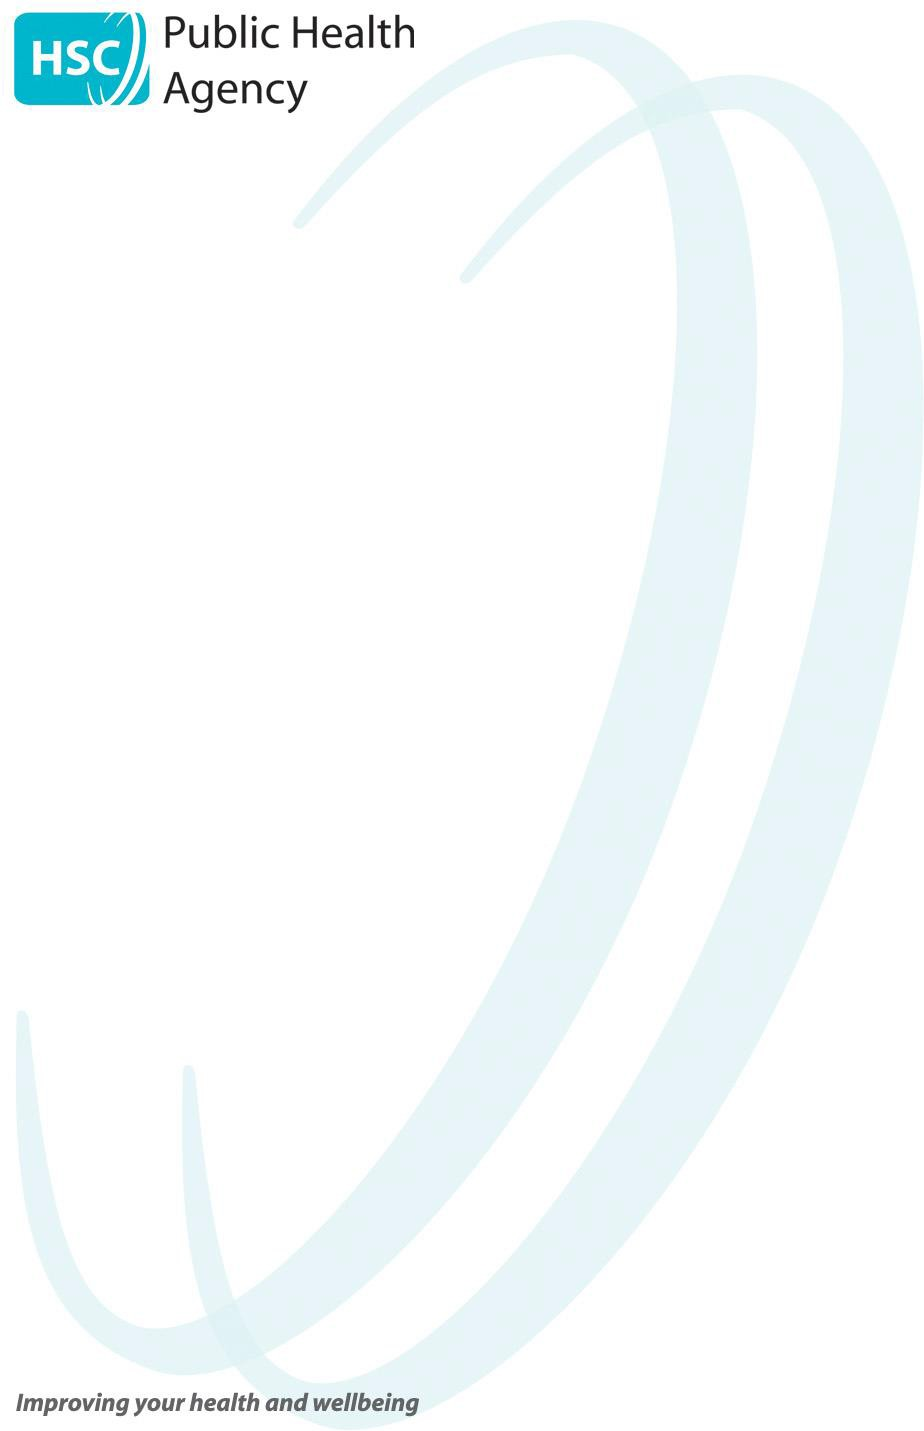 HSC
Public Health
Agency
Improving your health and wellbeing